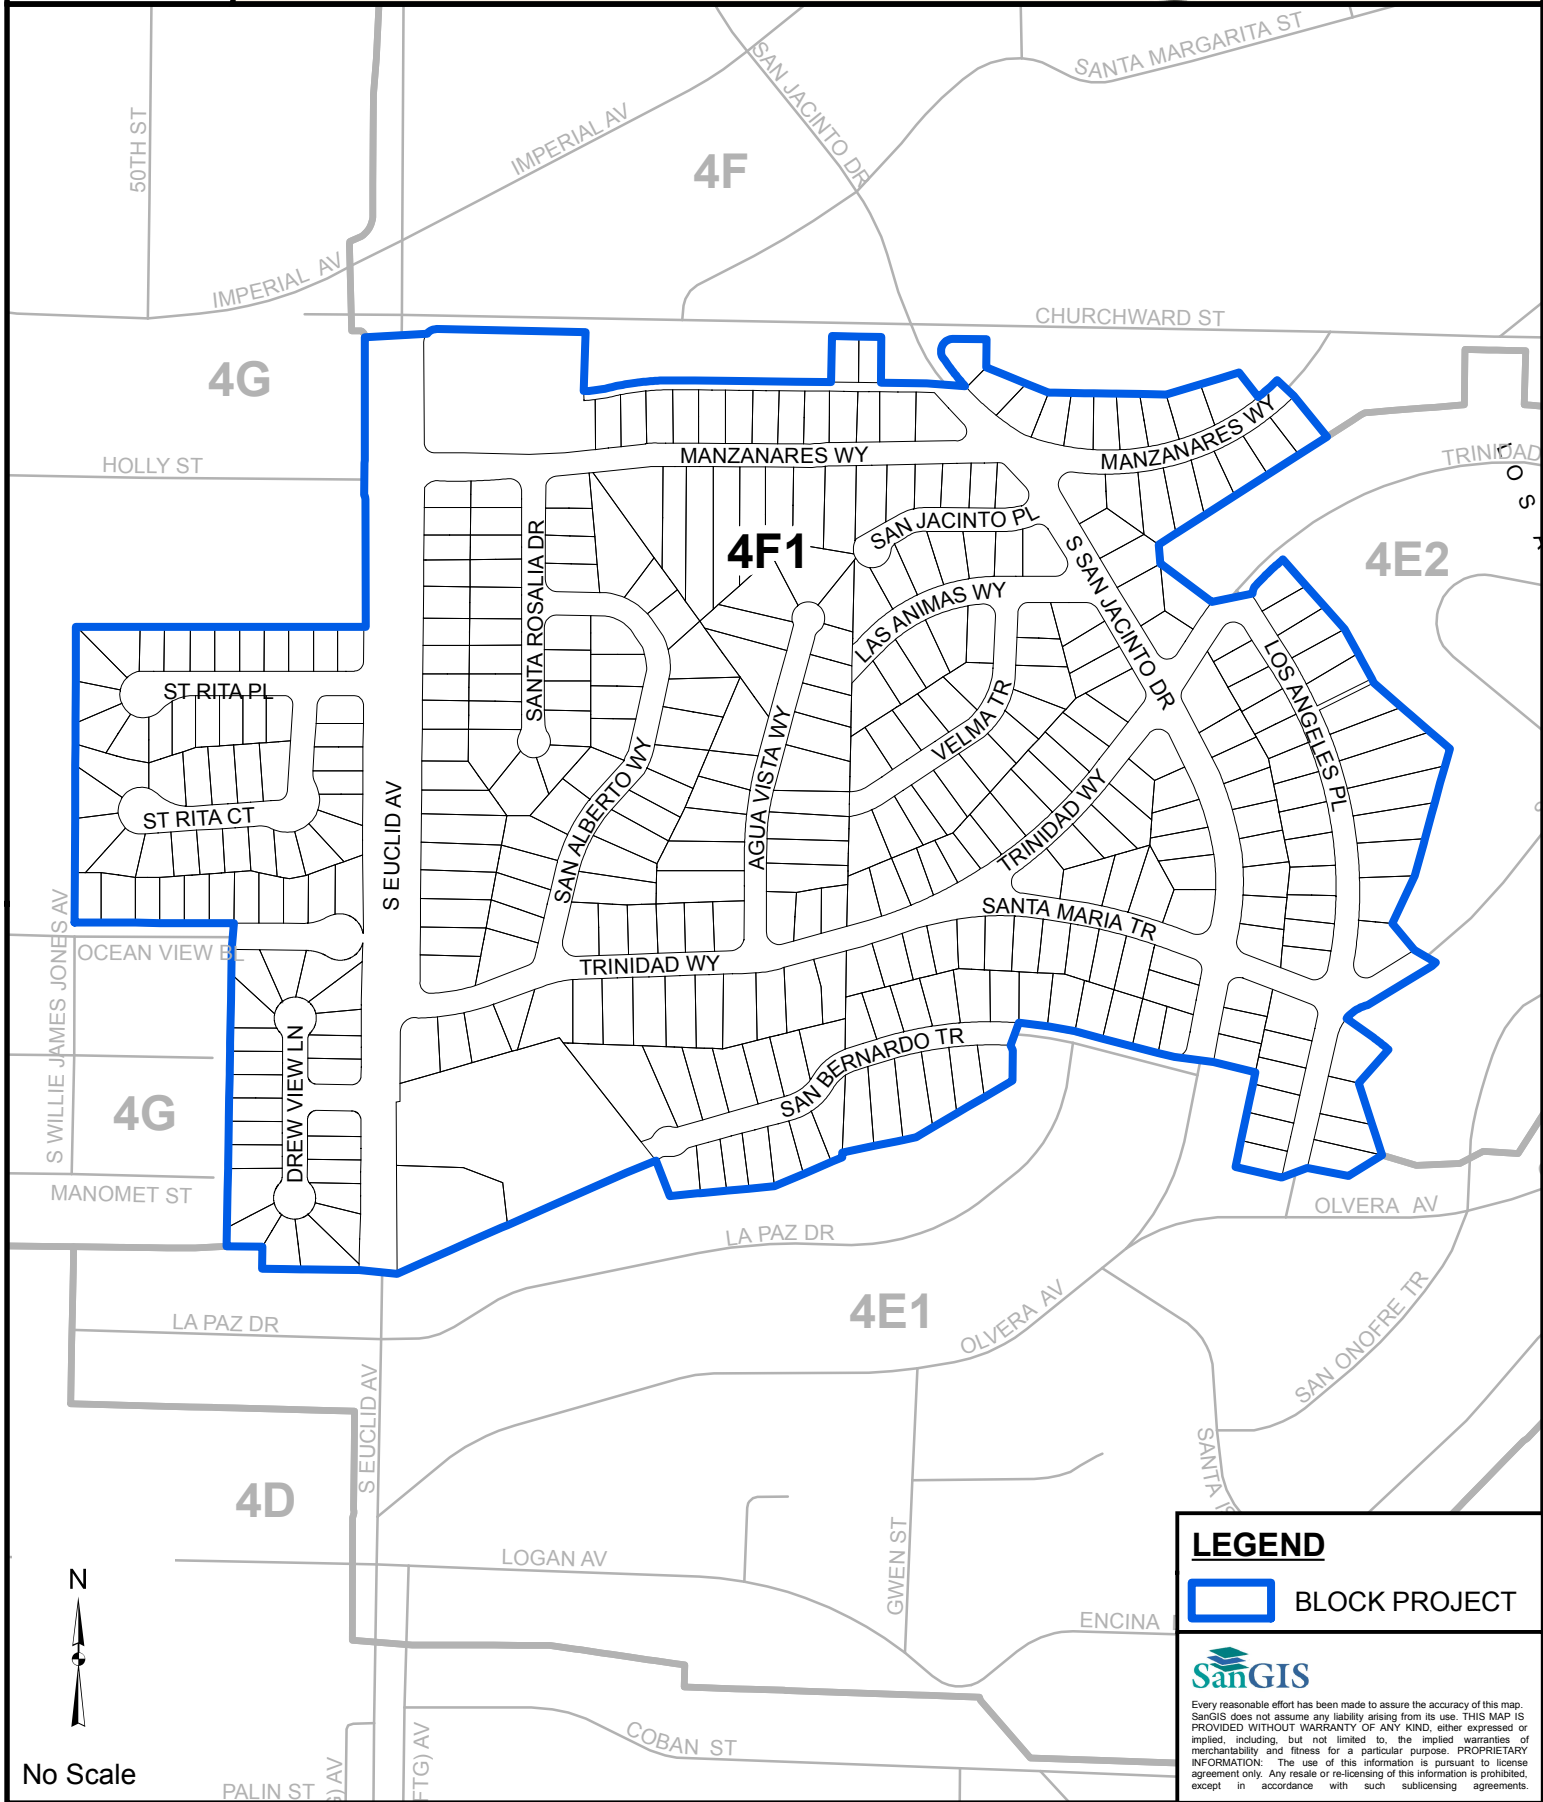 SANTA MARGARITA ST
SAN JACINTO DR
50TH ST
IMPERIAL AV
4F
IMPERIAL AV
CHURCHWARD ST
4G
MANZANARES WY
MANZANARES WY
HOLLY ST
TRINIDAD
4F1
SAN JACINTO PL
4E2
SANTA ROSALIA DR
S SAN JACINTO DR
LAS ANIMAS WY
ST RITA PL
LOS ANGELES PL
VELMA TR
AGUA VISTA WY
SAN ALBERTO WY
ST RITA CT
S EUCLID AV
TRINIDAD WY
SANTA MARIA TR
OCEAN VIEW BL
TRINIDAD WY
S WILLIE JAMES JONES AV
DREW VIEW LN
SAN BERNARDO TR
4G
MANOMET ST
OLVERA AV
LA PAZ DR
4E1
LA PAZ DR
OLVERA AV
SAN ONOFRE TR
S EUCLID AV
SANTA
4D
LOGAN AV
GWEN ST
ENCINA
LEGEND
BLOCK PROJECT
N
SanGIS
Every reasonable effort has been made to assure the accuracy of this map.
SanGIS does not assume any liability arising from its use. THIS MAP IS
PROVIDED WITHOUT WARRANTY OF ANY KIND, either expressed or
implied, including, but not limited to, the implied warranties of
merchantability and fitness for a particular purpose. PROPRIETARY
INFORMATION: The use of this information is pursuant to license
agreement only. Any resale or re-licensing of this information is prohibited,
except in accordance with such sublicensing agreements.
COBAN ST
No Scale
PALIN ST
AV
FTG) AV